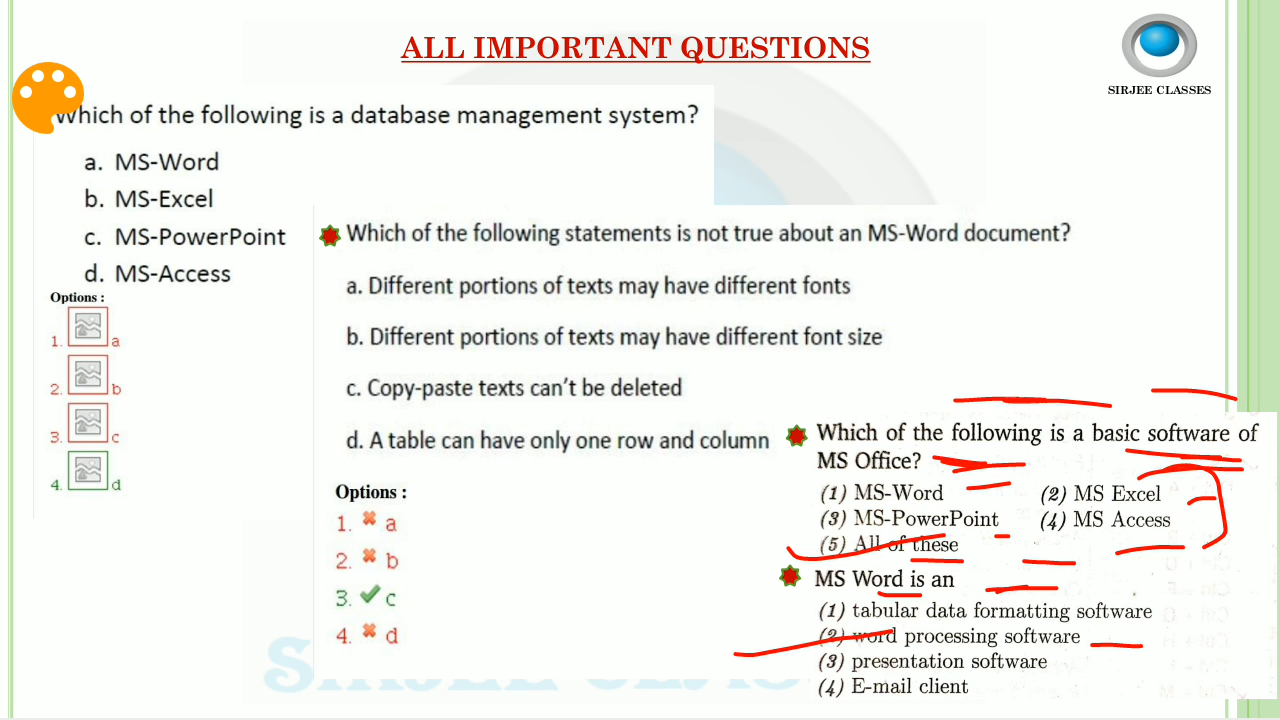 ALL IMPORTANT QUESTIONS
SIRJEE CLASSES
Which of the following is a database management system?
a. MS-Word
b. MS-Excel
c. MS-PowerPoint
d. MS-Access
Options :
1. a
2. b
3. c
4. d
Which of the following statements is not true about an MS-Word document?
a. Different portions of texts may have different fonts
b. Different portions of texts may have different font size
c. Copy-paste texts can't be deleted
d. A table can have only one row and column
Options :
1. a
2. b
3. c
4. d
Which of the following is a basic software of
MS Office?
(1) MS-Word (2) MS Excel
(3) MS-PowerPoint (4) MS Access
(5) All of these
MS Word is an
(1) tabular data formatting software
(2) word processing software
(3) presentation software
(4) E-mail client